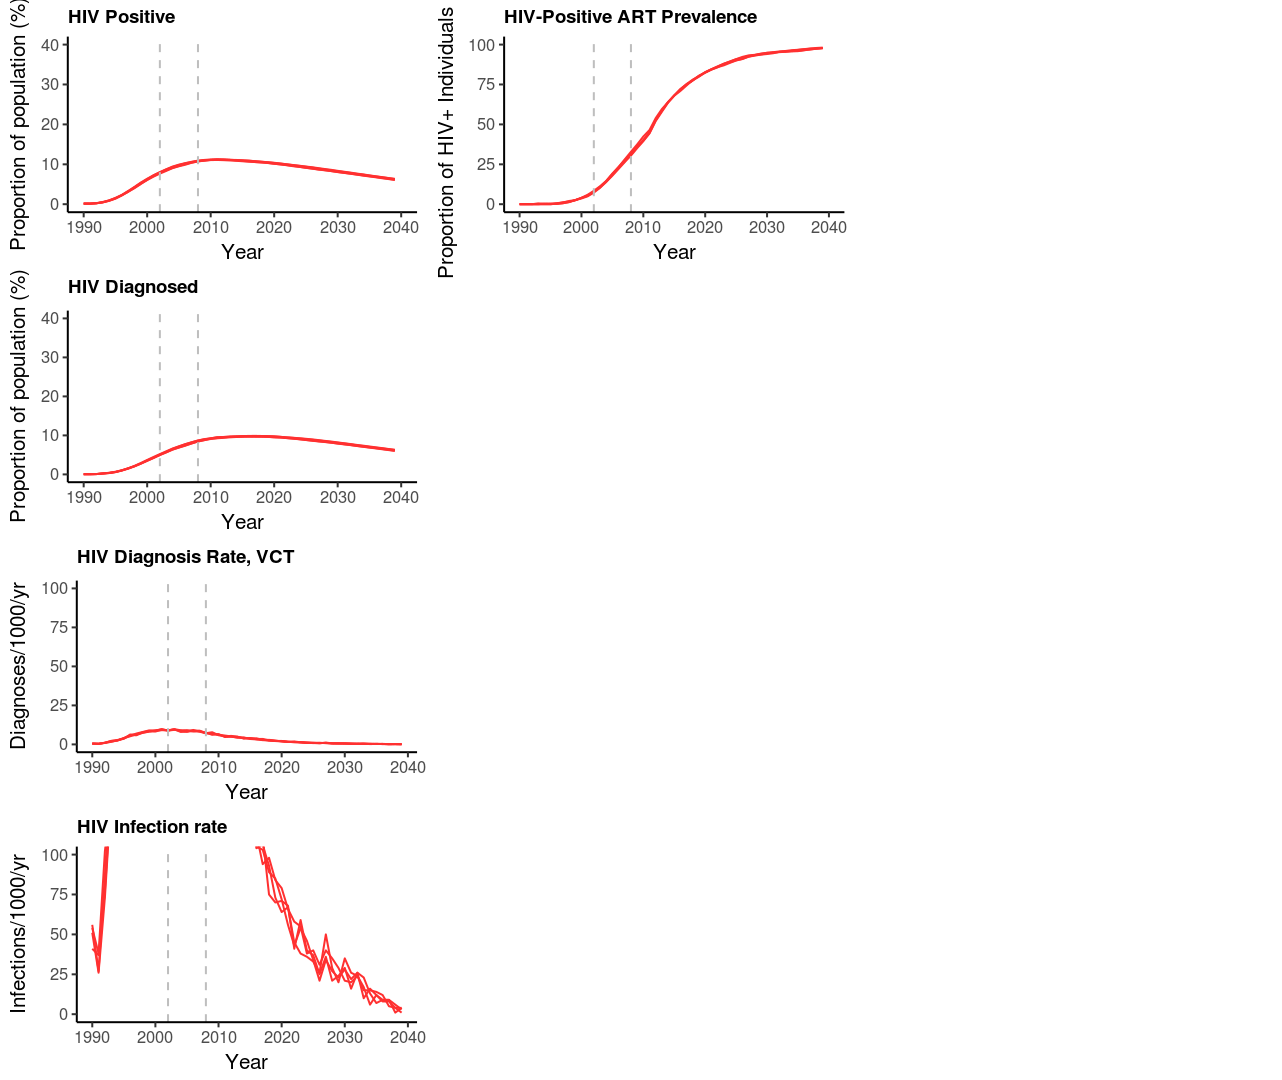 HIV Positive
Proportion of population (%)
40
30
20
10
0
1990 2000 2010 2020 2030 2040
Year
HIV-Positive ART Prevalence
Proportion of HIV+ Individuals
100
75
50
25
0
1990 2000 2010 2020 2030 2040
Year
HIV Diagnosed
Proportion of population (%)
40
30
20
10
0
1990 2000 2010 2020 2030 2040
Year
HIV Diagnosis Rate, VCT
Diagnoses/1000/yr
100
75
50
25
0
1990 2000 2010 2020 2030 2040
Year
HIV Infection rate
Infections/1000/yr
100
75
50
25
0
1990 2000 2010 2020 2030 2040
Year